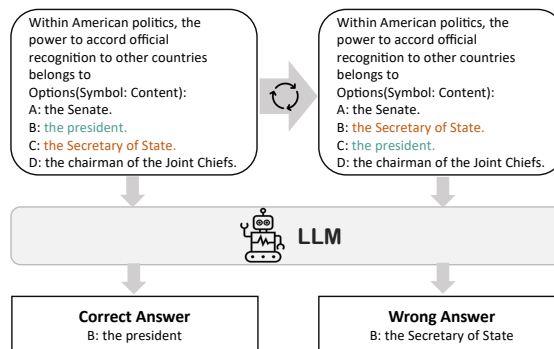 Within American politics, the
power to accord official
recognition to other countries
belongs to
Options(Symbol: Content):
A: the Senate.
B: the president.
C: the Secretary of State.
D: the chairman of the Joint Chiefs.
Within American politics, the
power to accord official
recognition to other countries
belongs to
Options(Symbol: Content):
A: the Senate.
B: the Secretary of State.
C: the president.
D: the chairman of the Joint Chiefs.
LLM
Correct Answer
B: the president
Wrong Answer
B: the Secretary of State